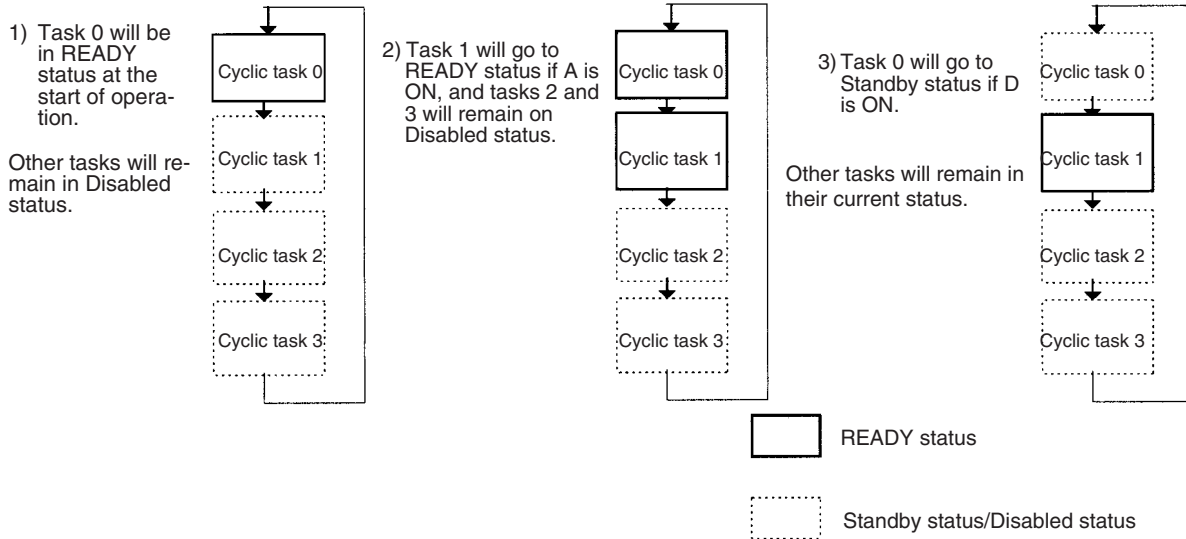 1) Task 0 will be
in READY
status at the
start of opera-
tion.
Other tasks will re-
main in Disabled
status.
Cyclic task 0
Cyclic task 1
Cyclic task 2
Cyclic task 3
2) Task 1 will go to
READY status if A is
ON, and tasks 2 and
3 will remain on
Disabled status.
Cyclic task 0
Cyclic task 1
Cyclic task 2
Cyclic task 3
3) Task 0 will go to
Standby status if D
is ON.
Other tasks will remain in
their current status.
Cyclic task 0
Cyclic task 1
Cyclic task 2
Cyclic task 3
READY status
Standby status/Disabled status